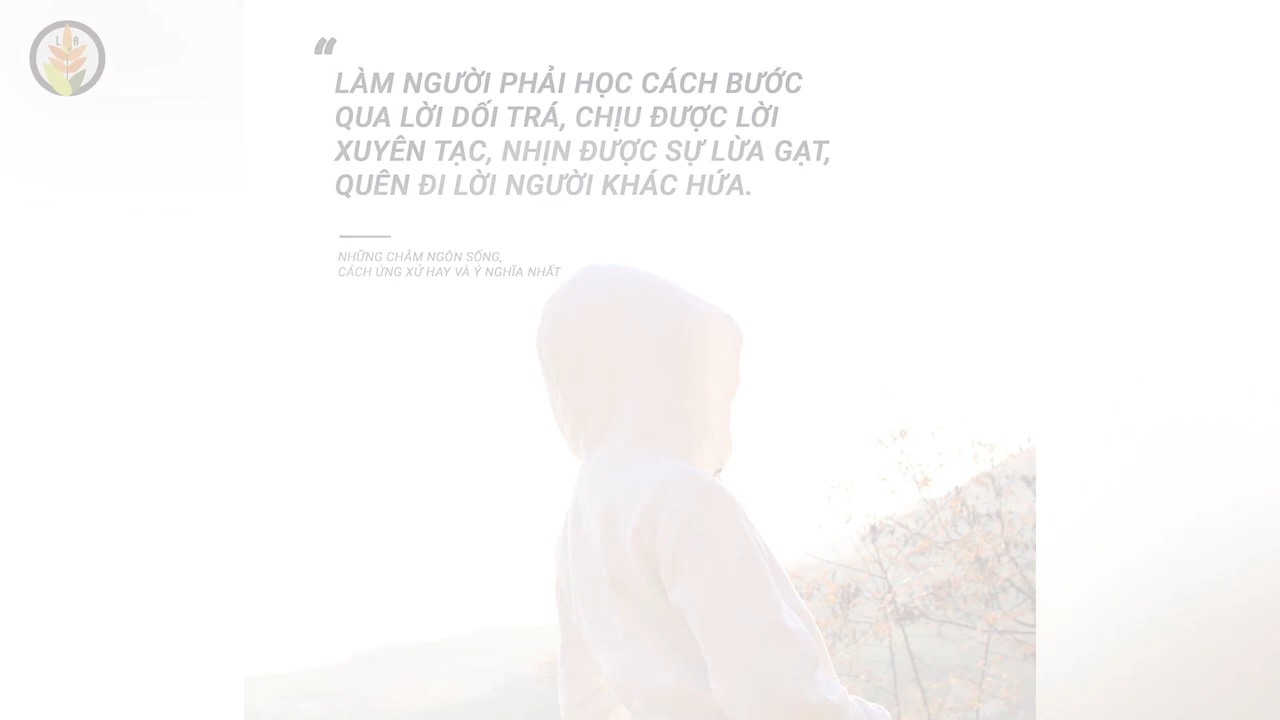 L A
“
LÀM NGƯỜI PHẢI HỌC CÁCH BƯỚC
QUA LỜI DỐI TRÁ, CHỊU ĐƯỢC LỜI
XUYÊN TẠC, NHỊN ĐƯỢC SỰ LỪA GẠT,
QUÊN ĐI LỜI NGƯỜI KHÁC HỨA.
NHỮNG CHÂM NGÔN SỐNG,
CÁCH ỨNG XỬ HAY VÀ Ý NGHĨA NHẤT